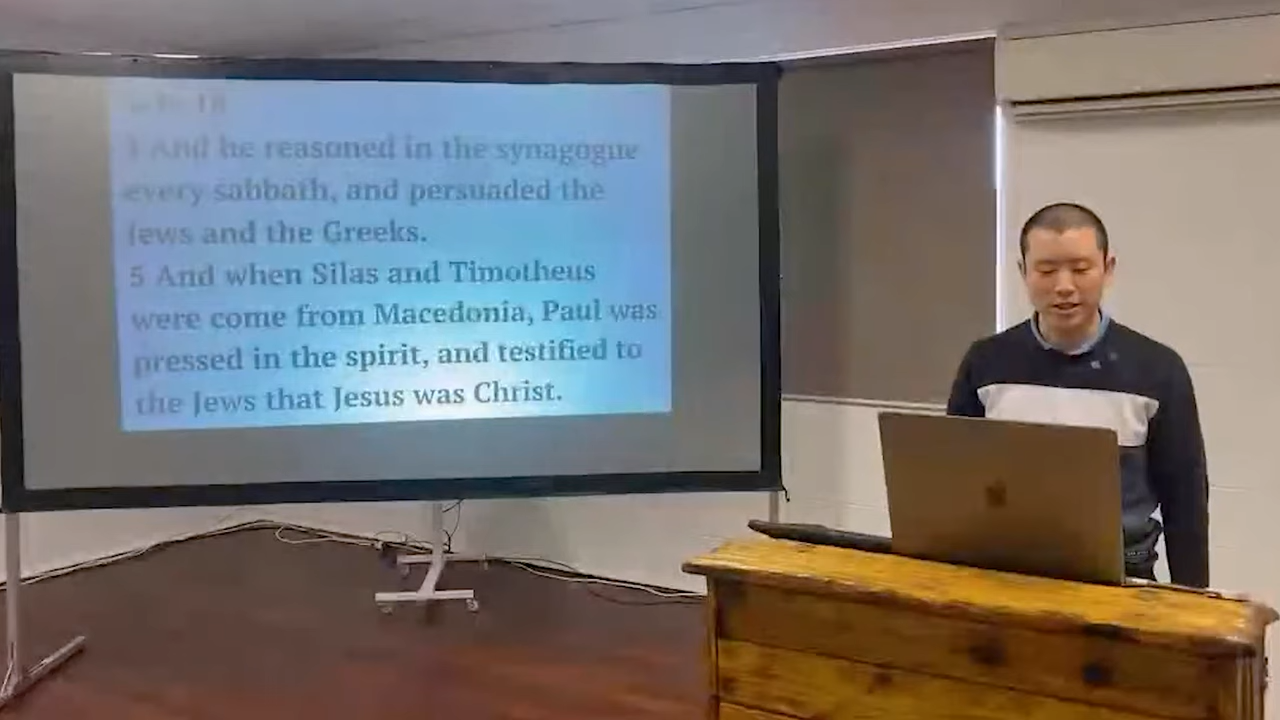 And he reasoned in the synagogue
every sabbath, and persuaded the
Jews and the Greeks.
5 And when Silas and Timotheus
were come from Macedonia, Paul was
pressed in the spirit, and testified to
the Jews that Jesus was Christ.